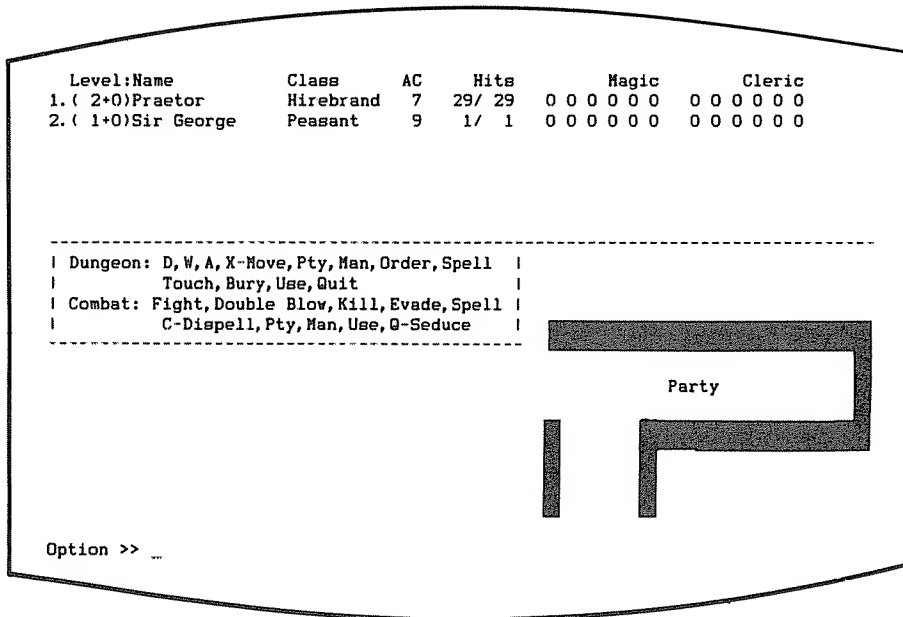 Level:Name Class AC Hits Magic Cleric
1.( 2+0)Praetor Hirebrand 7 29/ 29 0 0 0 0 0 0 0 0 0 0 0 0
2.( 1+0)Sir George Peasant 9 1/ 1 0 0 0 0 0 0 0 0 0 0 0 0
| Dungeon: D,W,A,X-Move,Pty,Man,Order,Spell |
| Touch,Bury,Use,Quit |
| Combat: Fight,Double Blow,Kill,Evade,Spell |
| C-Dispell,Pty,Man,Use,Q-Seduce |
Party
Option >> _